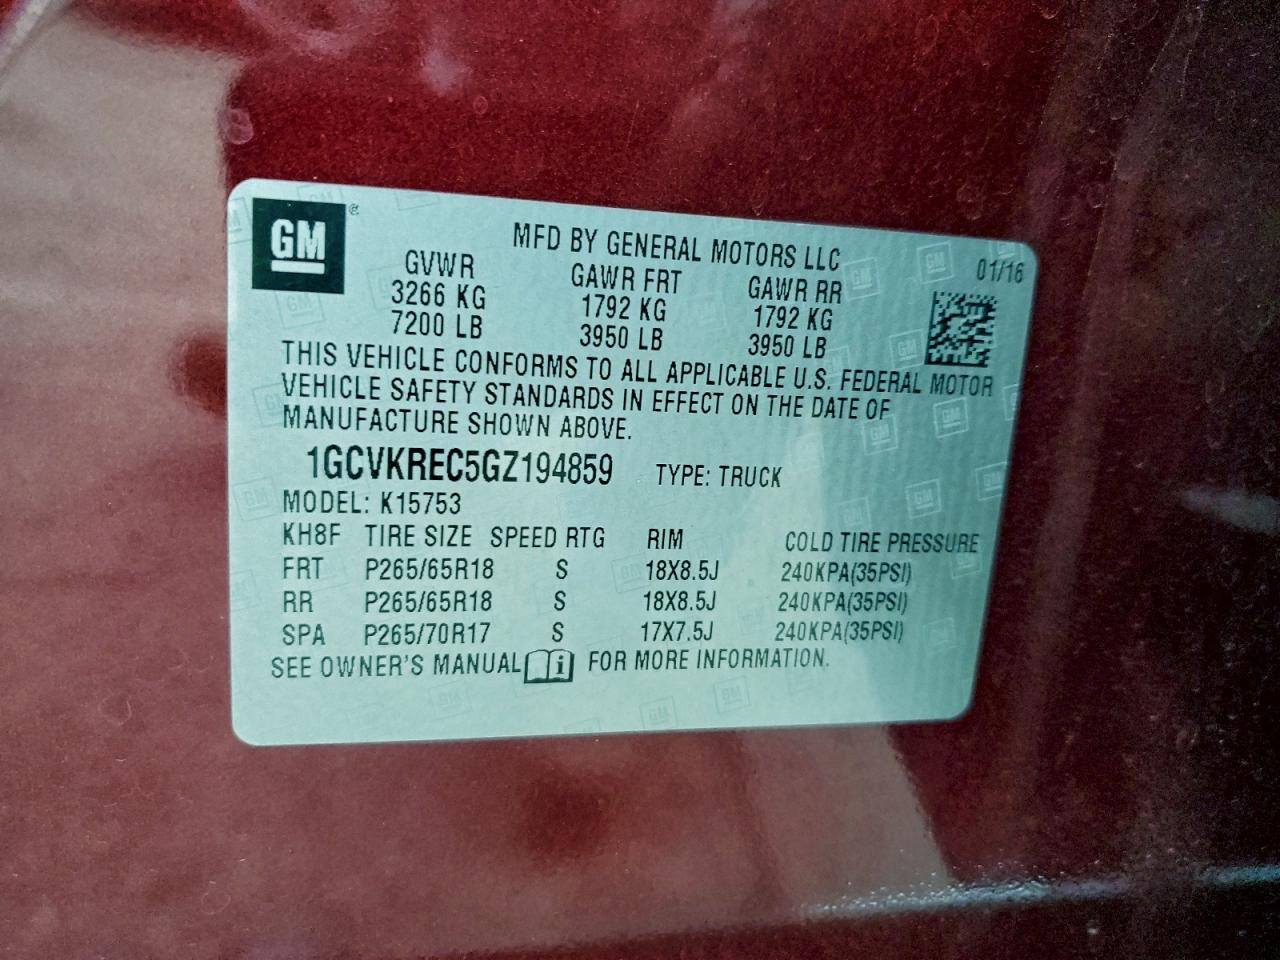 GM
MFD BY GENERAL MOTORS LLC 01/16
GVWR GAWR FRT GAWR RR
3266 KG 1792 KG 1792 KG
7200 LB 3950 LB 3950 LB
THIS VEHICLE CONFORMS TO ALL APPLICABLE U.S. FEDERAL MOTOR
VEHICLE SAFETY STANDARDS IN EFFECT ON THE DATE OF
MANUFACTURE SHOWN ABOVE.
1GCVKREC5GZ194859 TYPE: TRUCK
MODEL: K15753
KH8F TIRE SIZE SPEED RTG RIM COLD TIRE PRESSURE
FRT P265/65R18 S 18X8.5J 240KPA(35PSI)
RR P265/65R18 S 18X8.5J 240KPA(35PSI)
SPA P265/70R17 S 17X7.5J 240KPA(35PSI)
SEE OWNER'S MANUAL i FOR MORE INFORMATION.